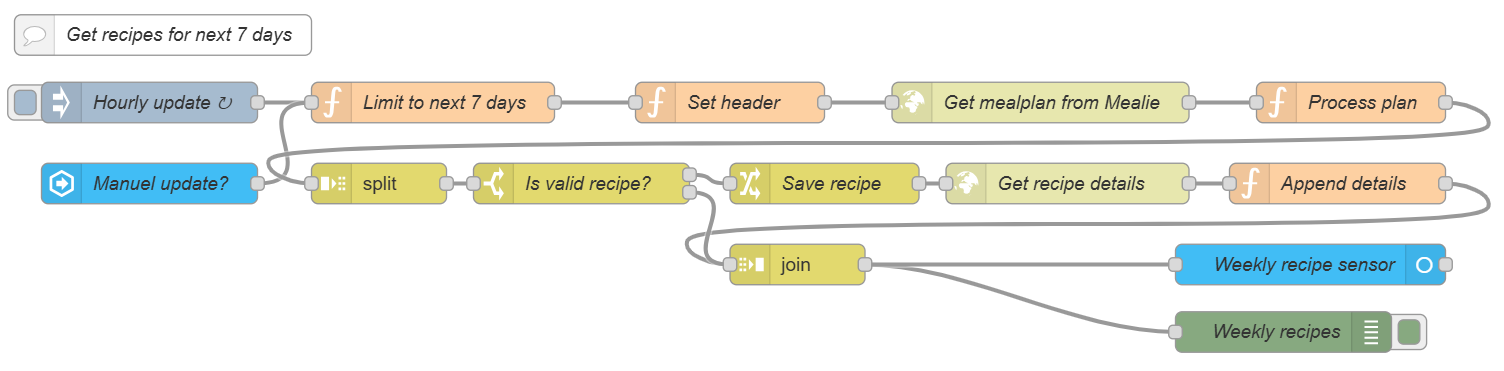 Get recipes for next 7 days
Hourly update ↻
Limit to next 7 days
Set header
Get mealplan from Mealie
Process plan
Manuel update?
split
Is valid recipe?
Save recipe
Get recipe details
Append details
join
Weekly recipe sensor
Weekly recipes